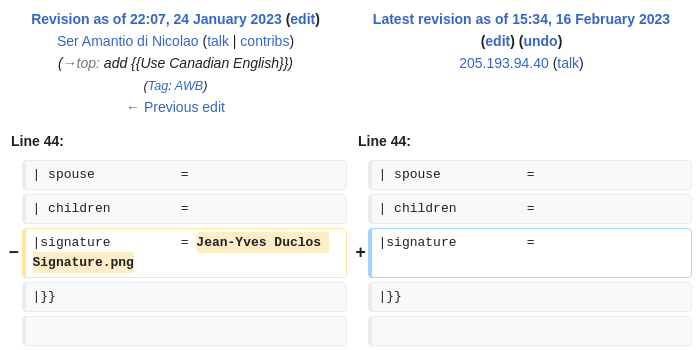 Revision as of 22:07, 24 January 2023 (edit)
Ser Amantio di Nicolao (talk | contribs)
(→top: add {{Use Canadian English}})
(Tag: AWB)
← Previous edit
Latest revision as of 15:34, 16 February 2023
(edit) (undo)
205.193.94.40 (talk)
Line 44:
Line 44:
| spouse =
| spouse =
| children =
| children =
− |signature = Jean-Yves Duclos
Signature.png
+ |signature =
|}}
|}}